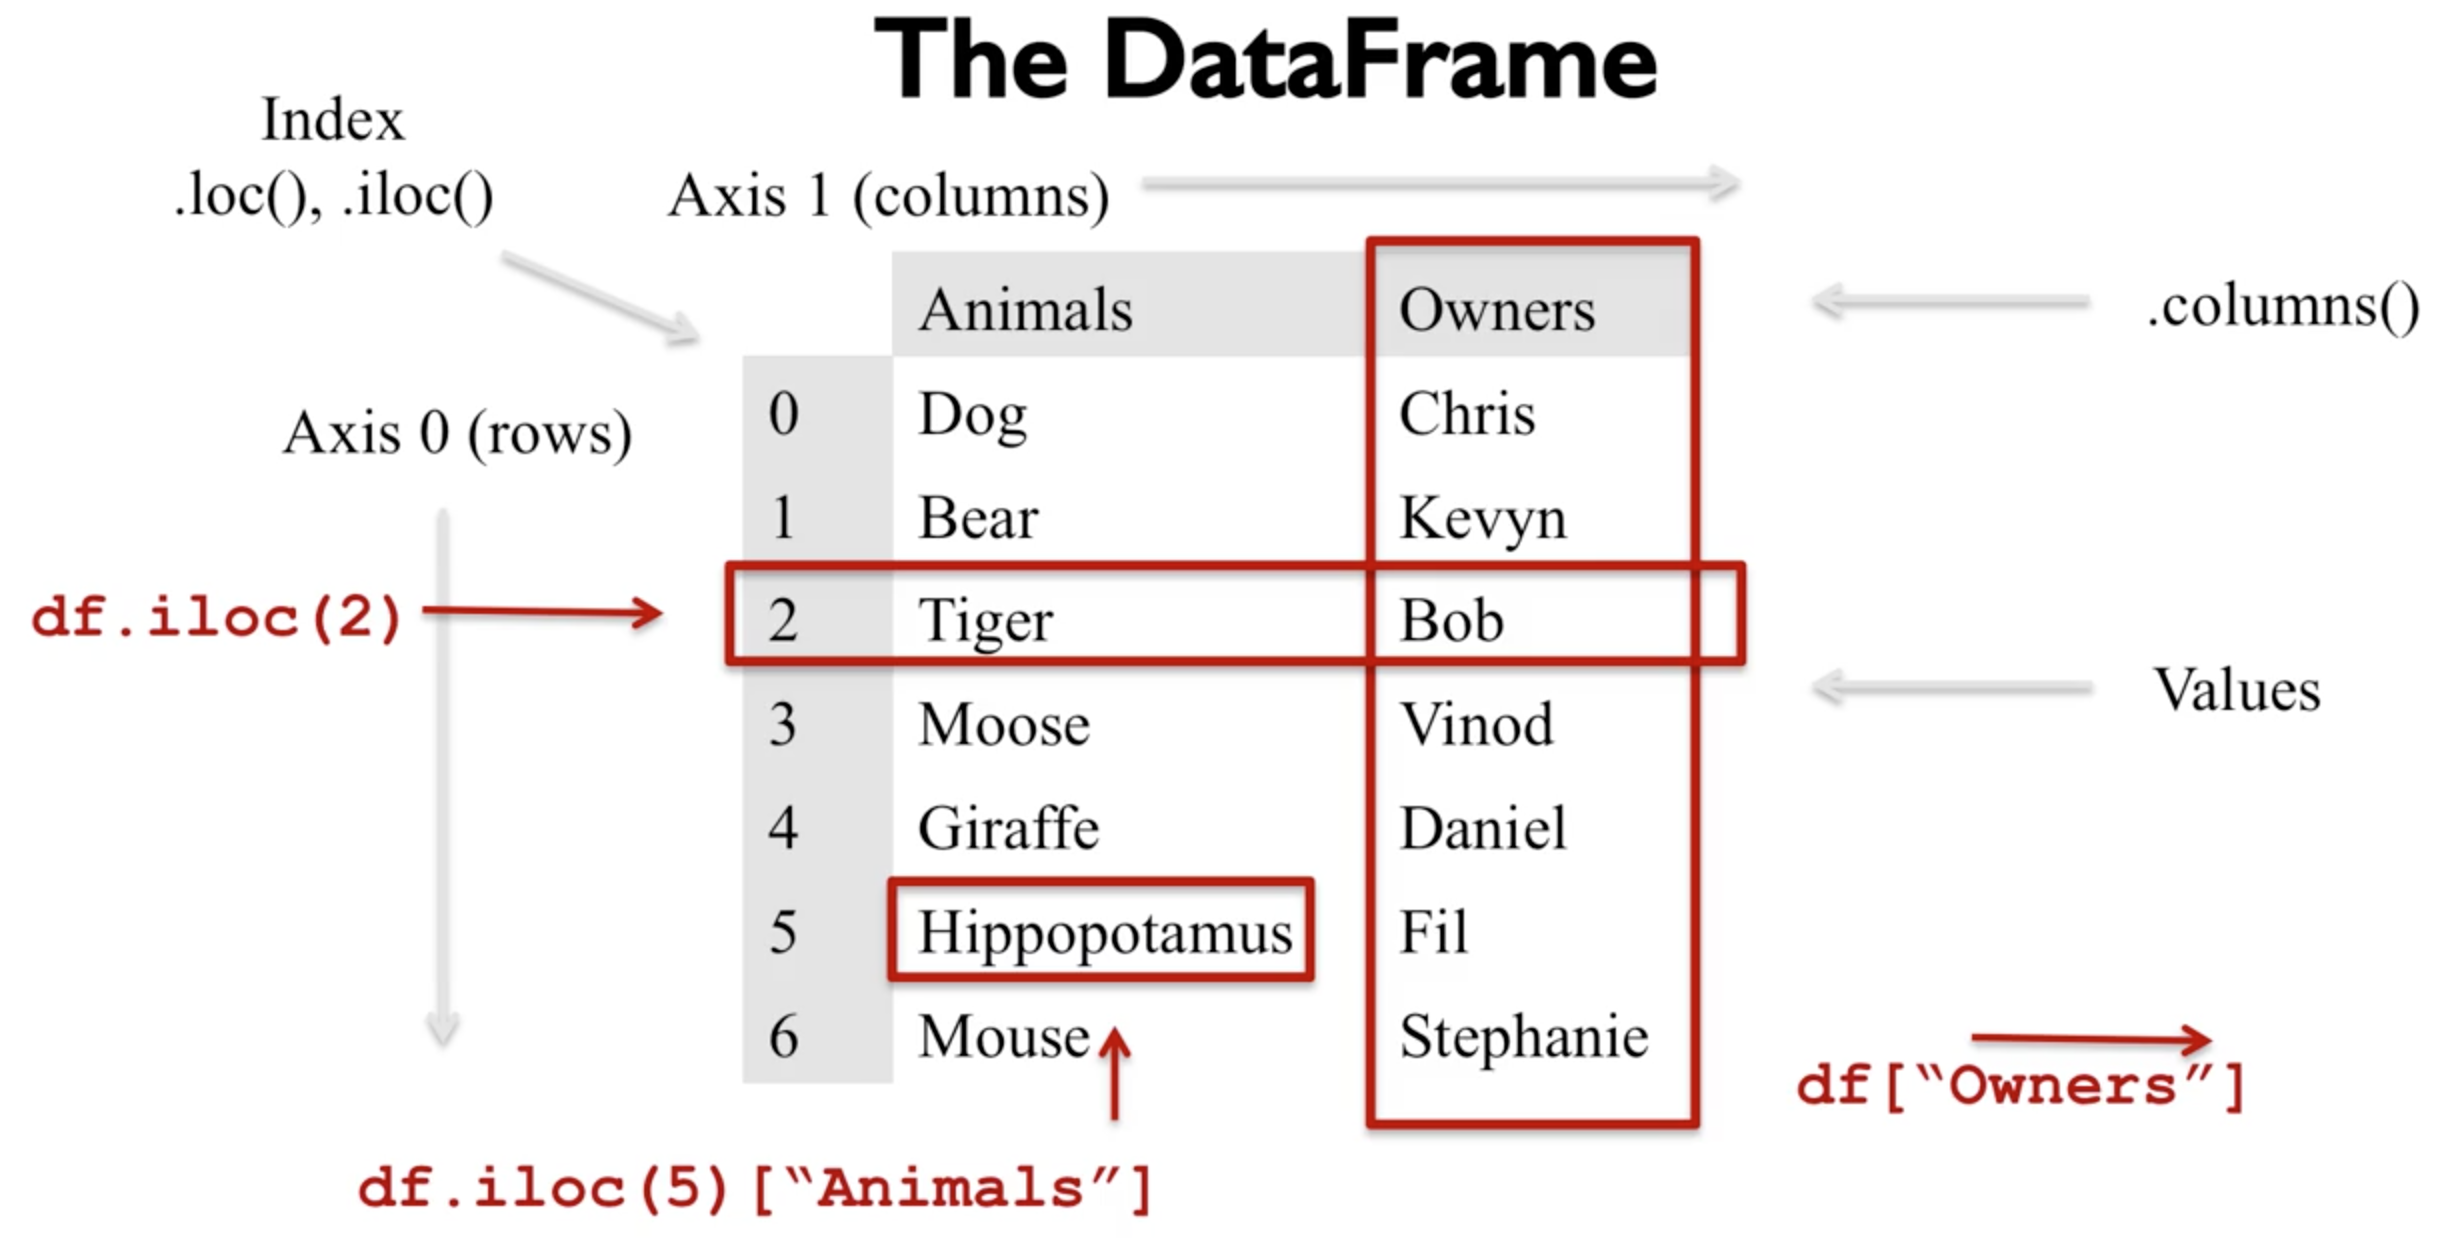 The DataFrame
Index
.loc(), .iloc()
Axis 1 (columns)
Animals Owners
.columns()
Axis 0 (rows)
0 Dog Chris
1 Bear Kevyn
df.iloc(2)
2 Tiger Bob
Values
3 Moose Vinod
4 Giraffe Daniel
5 Hippopotamus Fil
6 Mouse Stephanie
df[“Owners”]
df.iloc(5)[“Animals”]